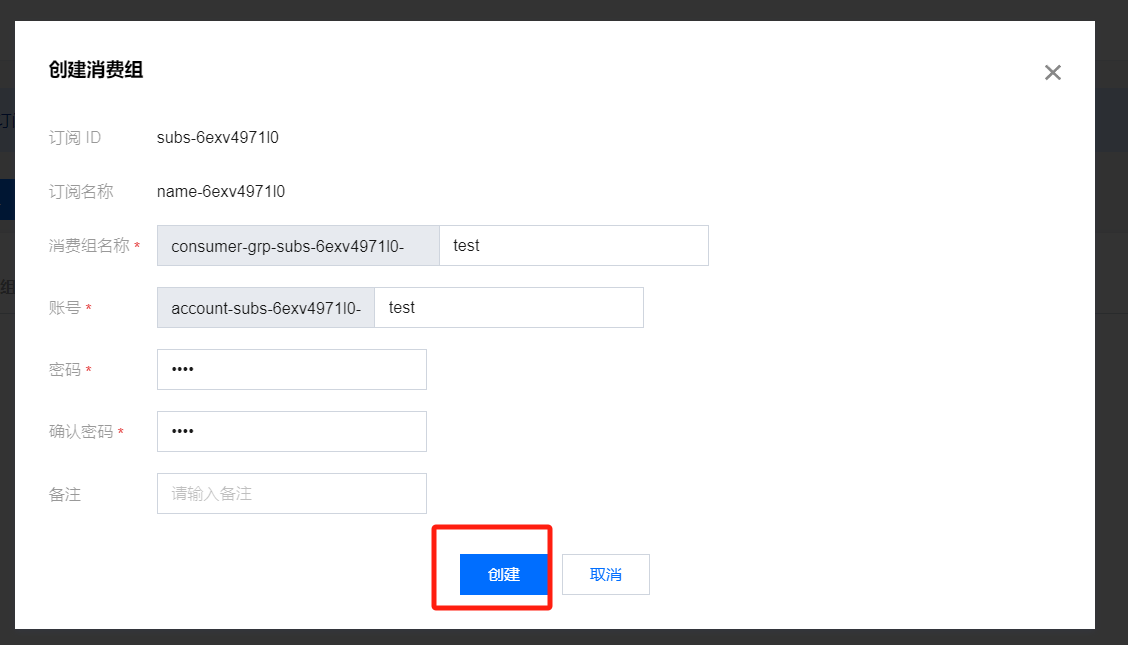 创建消费组
订阅 ID subs-6exv4971l0
订阅名称 name-6exv4971l0
消费组名称 * consumer-grp-subs-6exv4971l0- test
账号 * account-subs-6exv4971l0- test
密码 * ••••
确认密码 * ••••
备注 请输入备注
创建 取消